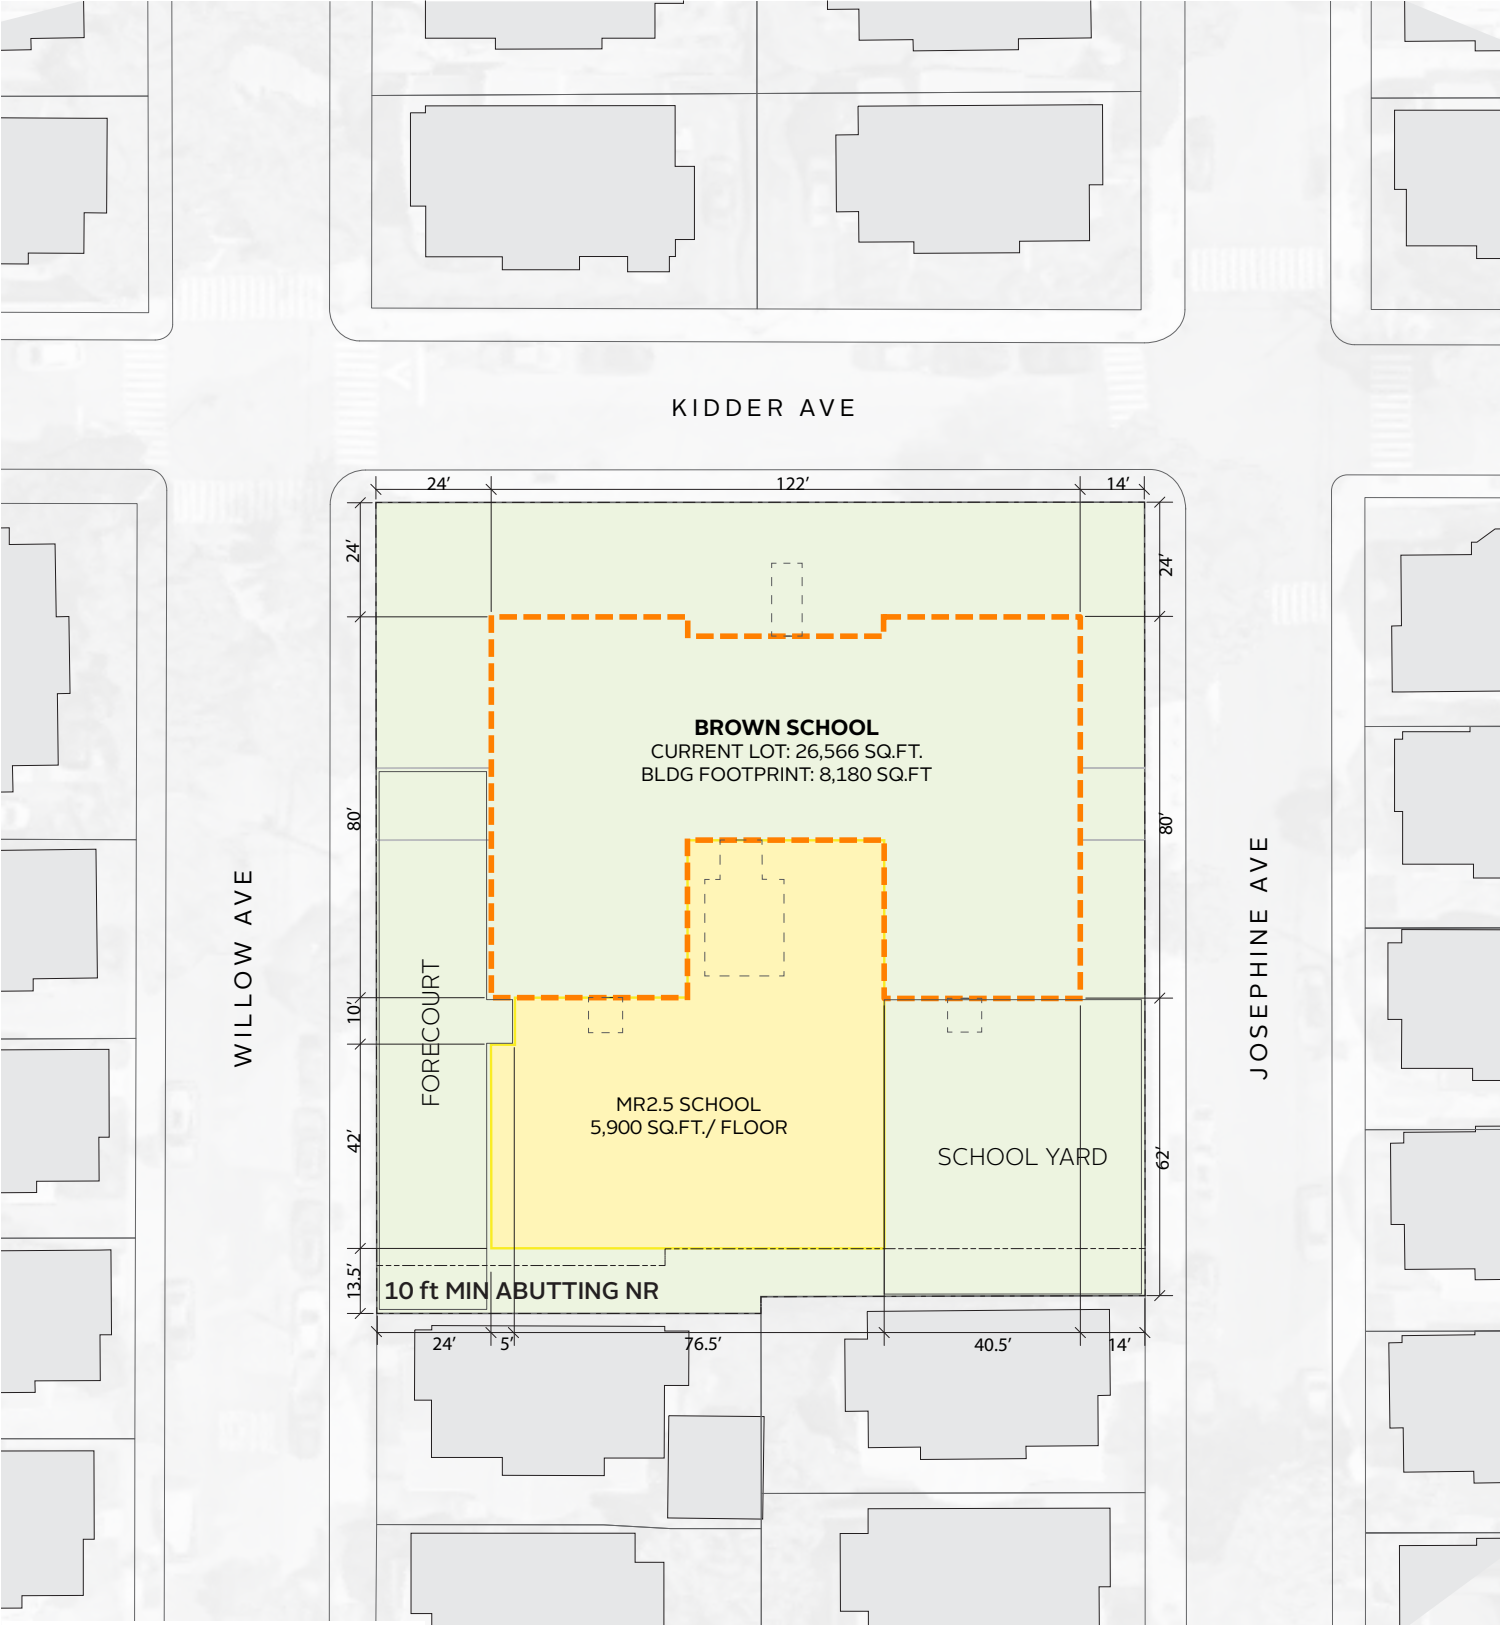 KIDDER AVE
24'
122'
14'
24'
24'
BROWN SCHOOL
CURRENT LOT: 26,566 SQ.FT.
BLDG FOOTPRINT: 8,180 SQ.FT
80'
80'
WILLOW AVE
JOSEPHINE AVE
FORECOURT
10'
MR2.5 SCHOOL
5,900 SQ.FT./ FLOOR
42'
SCHOOL YARD
62'
13.5'
10 ft MIN ABUTTING NR
24'
5'
76.5'
40.5'
14'